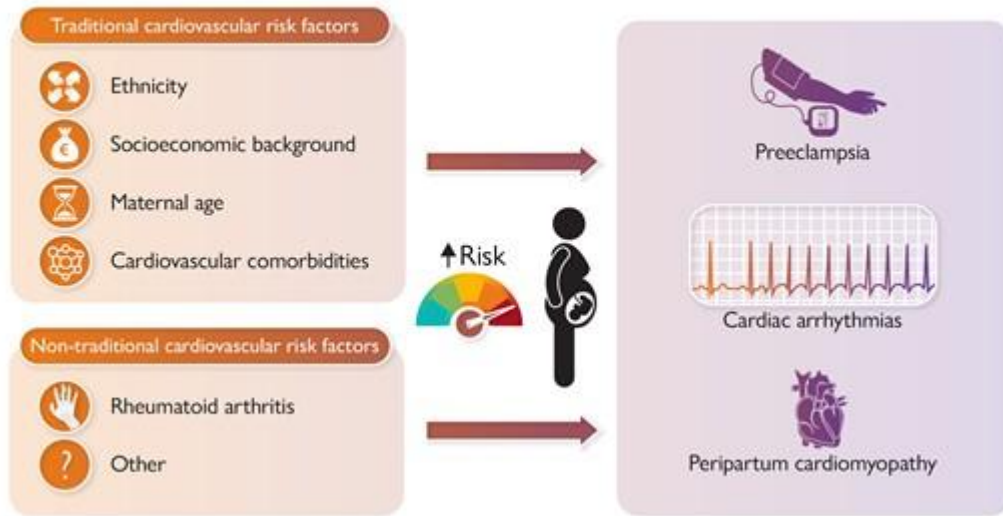 Traditional cardiovascular risk factors
Ethnicity
€
Socioeconomic background
Maternal age
Cardiovascular comorbidities
Non-traditional cardiovascular risk factors
Rheumatoid arthritis
?
Other
Risk
Preeclampsia
Cardiac arrhythmias
Peripartum cardiomyopathy